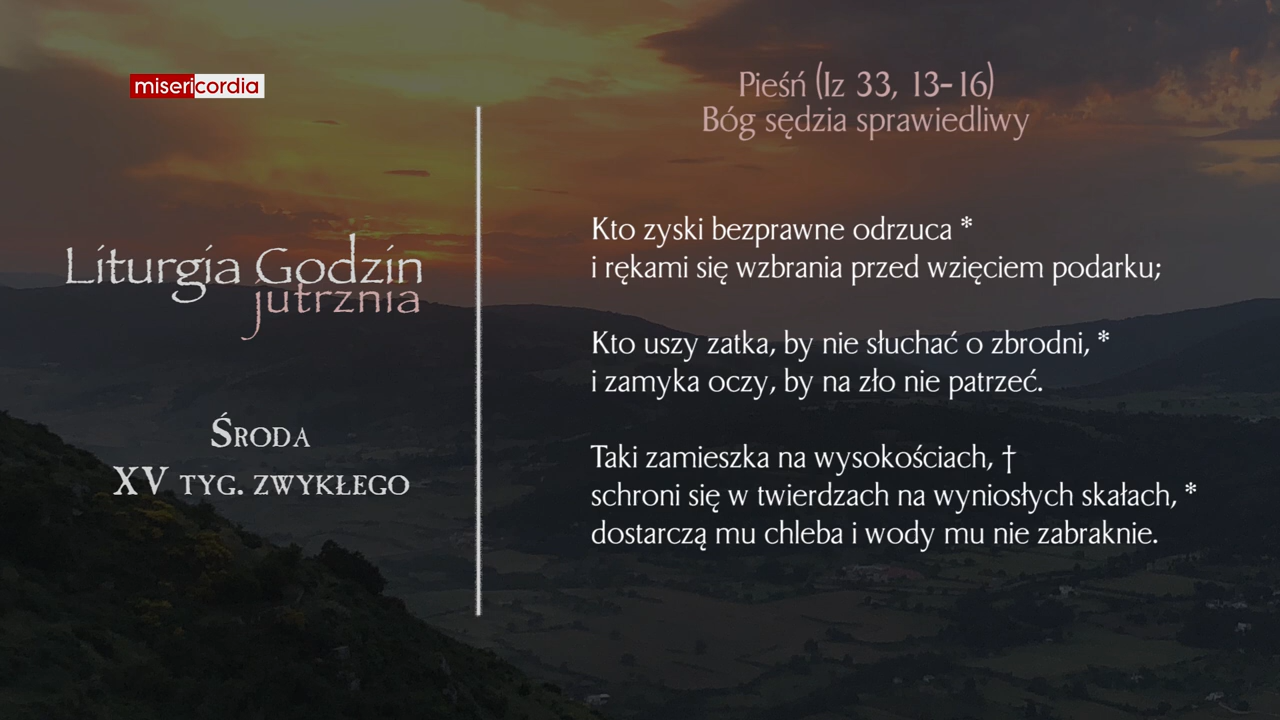 misericordia
Liturgia Godzin
jutrznia
Środa
XV tyg. zwykłego
Pieśń (Iz 33, 13-16)
Bóg sędzia sprawiedliwy
Kto zyski bezprawne odrzuca *
i rękami się wzbrania przed wzięciem podarku;
Kto uszy zatka, by nie słuchać o zbrodni, *
i zamyka oczy, by na zło nie patrzeć.
Taki zamieszka na wysokościach, †
schroni się w twierdzach na wyniosłych skałach, *
dostarczą mu chleba i wody mu nie zabraknie.